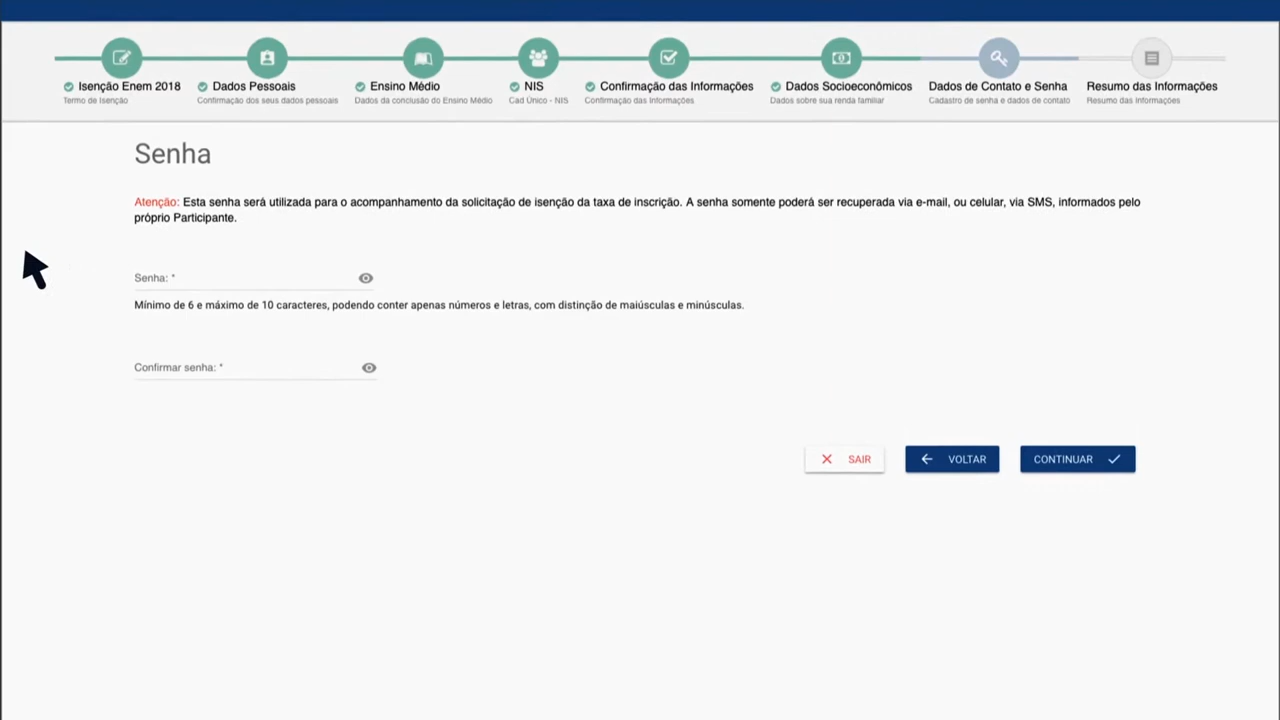 Isenção Enem 2018
Termo de Isenção
Dados Pessoais
Confirmação dos seus dados pessoais
Ensino Médio
Dados da conclusão do Ensino Médio
NIS
Cad Único - NIS
Confirmação das Informações
Confirmação das Informações
Dados Socioeconômicos
Dados sobre sua renda familiar
Dados de Contato e Senha
Cadastro de senha e dados de contato
Resumo das Informações
Resumo das Informações
Senha
Atenção: Esta senha será utilizada para o acompanhamento da solicitação de isenção da taxa de inscrição. A senha somente poderá ser recuperada via e-mail, ou celular, via SMS, informados pelo
próprio Participante.
Senha: *
Mínimo de 6 e máximo de 10 caracteres, podendo conter apenas números e letras, com distinção de maiúsculas e minúsculas.
Confirmar senha: *
SAIR
VOLTAR
CONTINUAR